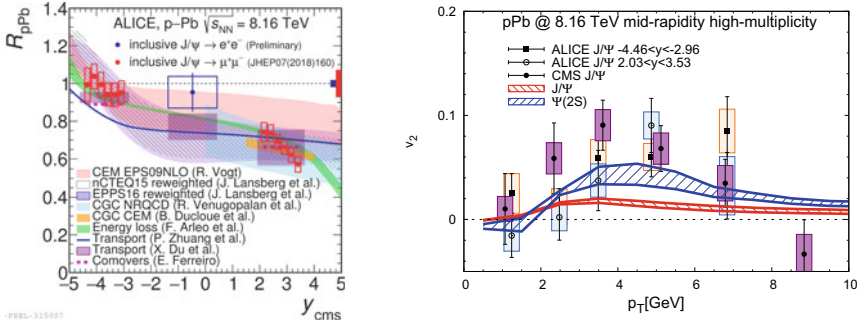 ALICE, p–Pb √sNN = 8.16 TeV
inclusive J/ψ → e⁺e⁻ (Preliminary)
inclusive J/ψ → μ⁺μ⁻ (JHEP07(2018)160)
RpPb
1.4
1.2
1
0.8
0.6
0.4
0.2
0
CEM EPS09NLO (R. Vogt)
nCTEQ15 reweighted (J. Lansberg et al.)
EPPS16 reweighted (J. Lansberg et al.)
CGC NRQCD (R. Venugopalan et al.)
CGC CEM (B. Ducloue et al.)
Energy loss (F. Arleo et al.)
Transport (P. Zhuang et al.)
Transport (X. Du et al.)
Comovers (E. Ferreiro)
−5 −4 −3 −2 −1 0 1 2 3 4 5
ycms
pPb @ 8.16 TeV mid-rapidity high-multiplicity
ALICE J/Ψ -4.46<y<-2.96
ALICE J/Ψ 2.03<y<3.53
CMS J/Ψ
J/Ψ
Ψ(2S)
v2
0.2
0.1
0
0 2 4 6 8 10
pT[GeV]